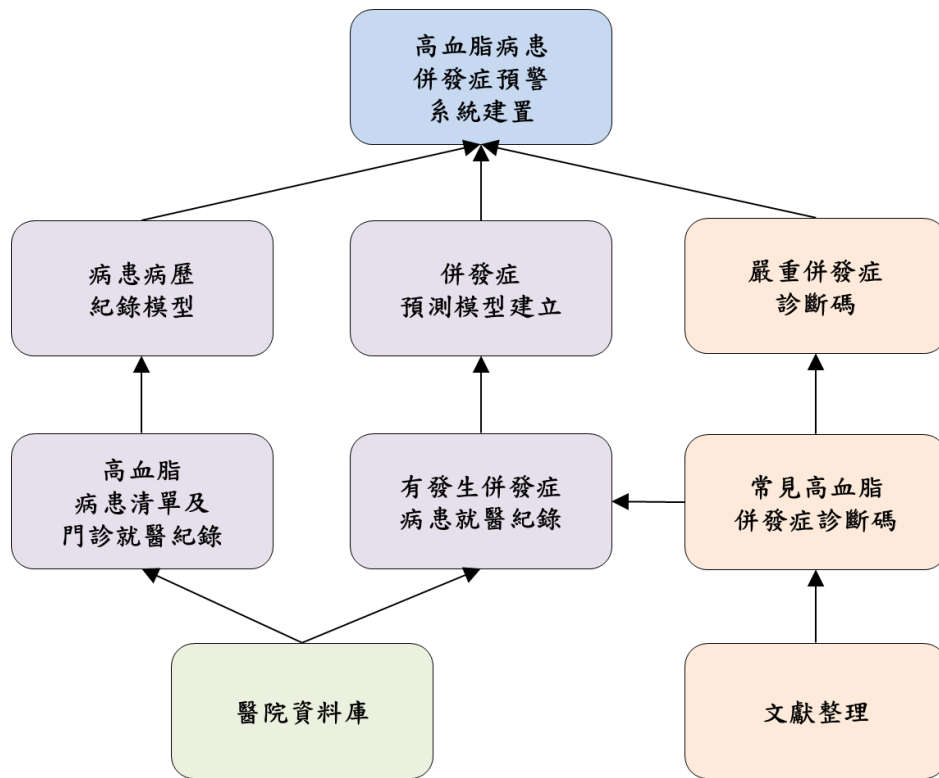 高血脂病患
併發症預警
系統建置
病患病歷
紀錄模型
併發症
預測模型建立
嚴重併發症
診斷碼
高血脂
病患清單及
門診就醫紀錄
有發生併發症
病患就醫紀錄
常見高血脂
併發症診斷碼
醫院資料庫
文獻整理